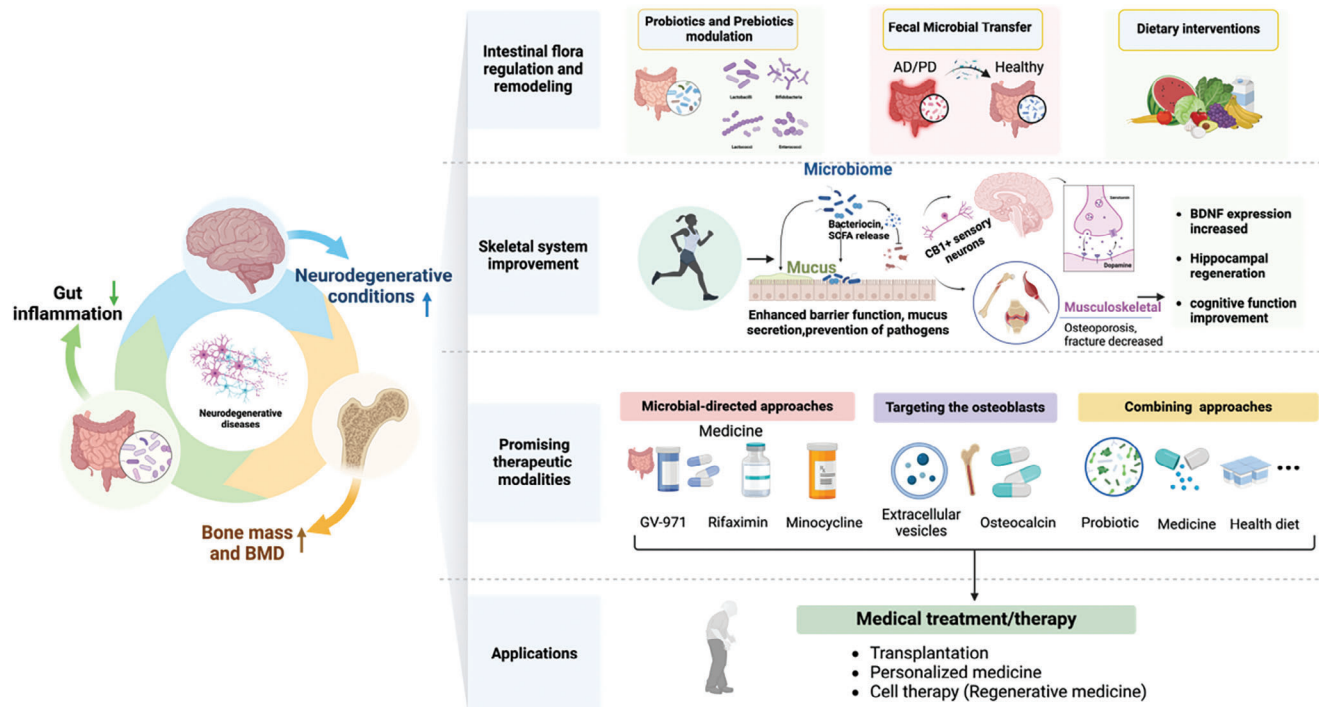 Neurodegenerative
conditions
Gut
inflammation
Neurodegenerative
diseases
Bone mass
and BMD
Intestinal flora
regulation and
remodeling
Probiotics and Prebiotics
modulation
Lactobacilli
Bifidobacteria
Lactococci
Enterococci
Fecal Microbial Transfer
AD/PD
Healthy
Dietary interventions
Skeletal system
improvement
Microbiome
Bacteriocin,
SCFA release
Mucus
Enhanced barrier function, mucus
secretion,prevention of pathogens
CB1+ sensory
neurons
Serotonin
Dopamine
Musculoskeletal
Osteoporosis,
fracture decreased
• BDNF expression
increased
• Hippocampal
regeneration
• cognitive function
improvement
Promising
therapeutic
modalities
Microbial-directed approaches
Medicine
GV-971
Rifaximin
Minocycline
Targeting the osteoblasts
Extracellular
vesicles
Osteocalcin
Combining approaches
Probiotic
Medicine
Health diet
•••
Applications
Medical treatment/therapy
• Transplantation
• Personalized medicine
• Cell therapy (Regenerative medicine)